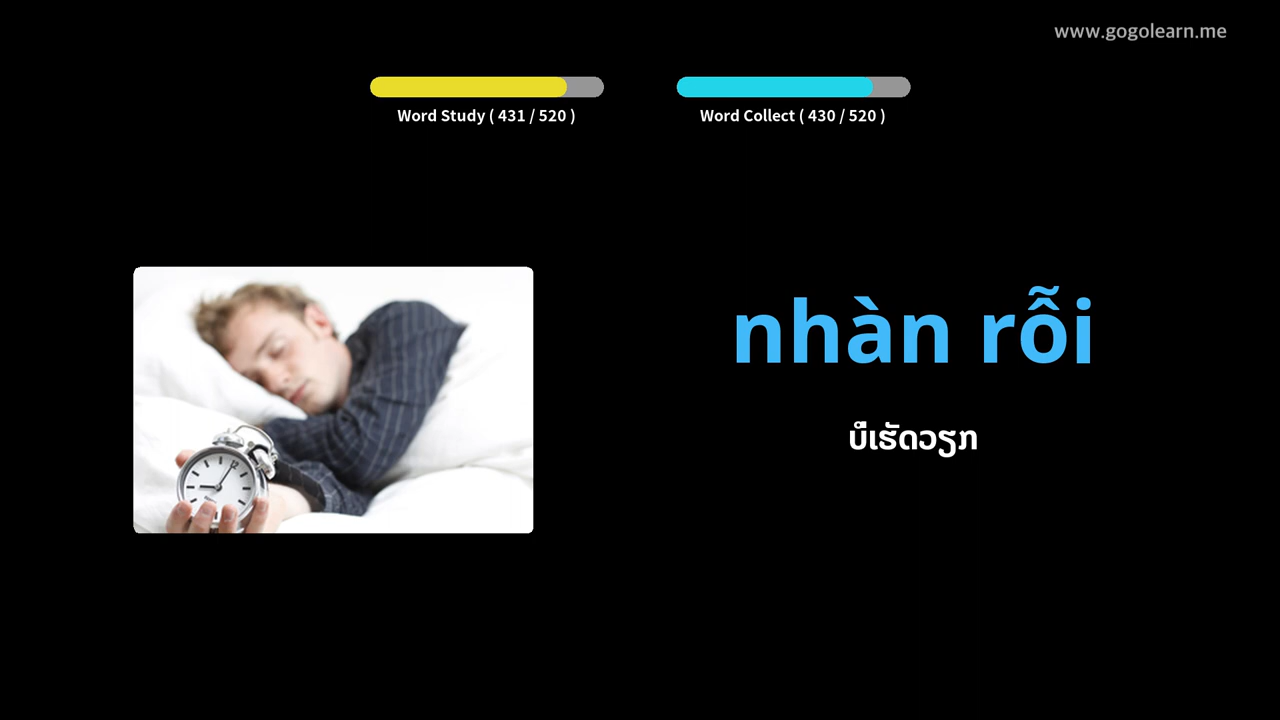 www.gogolearn.me
Word Study ( 431 / 520 )
Word Collect ( 430 / 520 )
nhàn rỗi
ບໍ່ເຮັດວຽກ